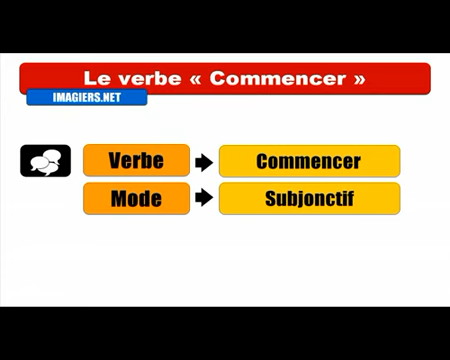 Le verbe « Commencer »
IMAGIERS.NET
Verbe Commencer
Mode Subjonctif